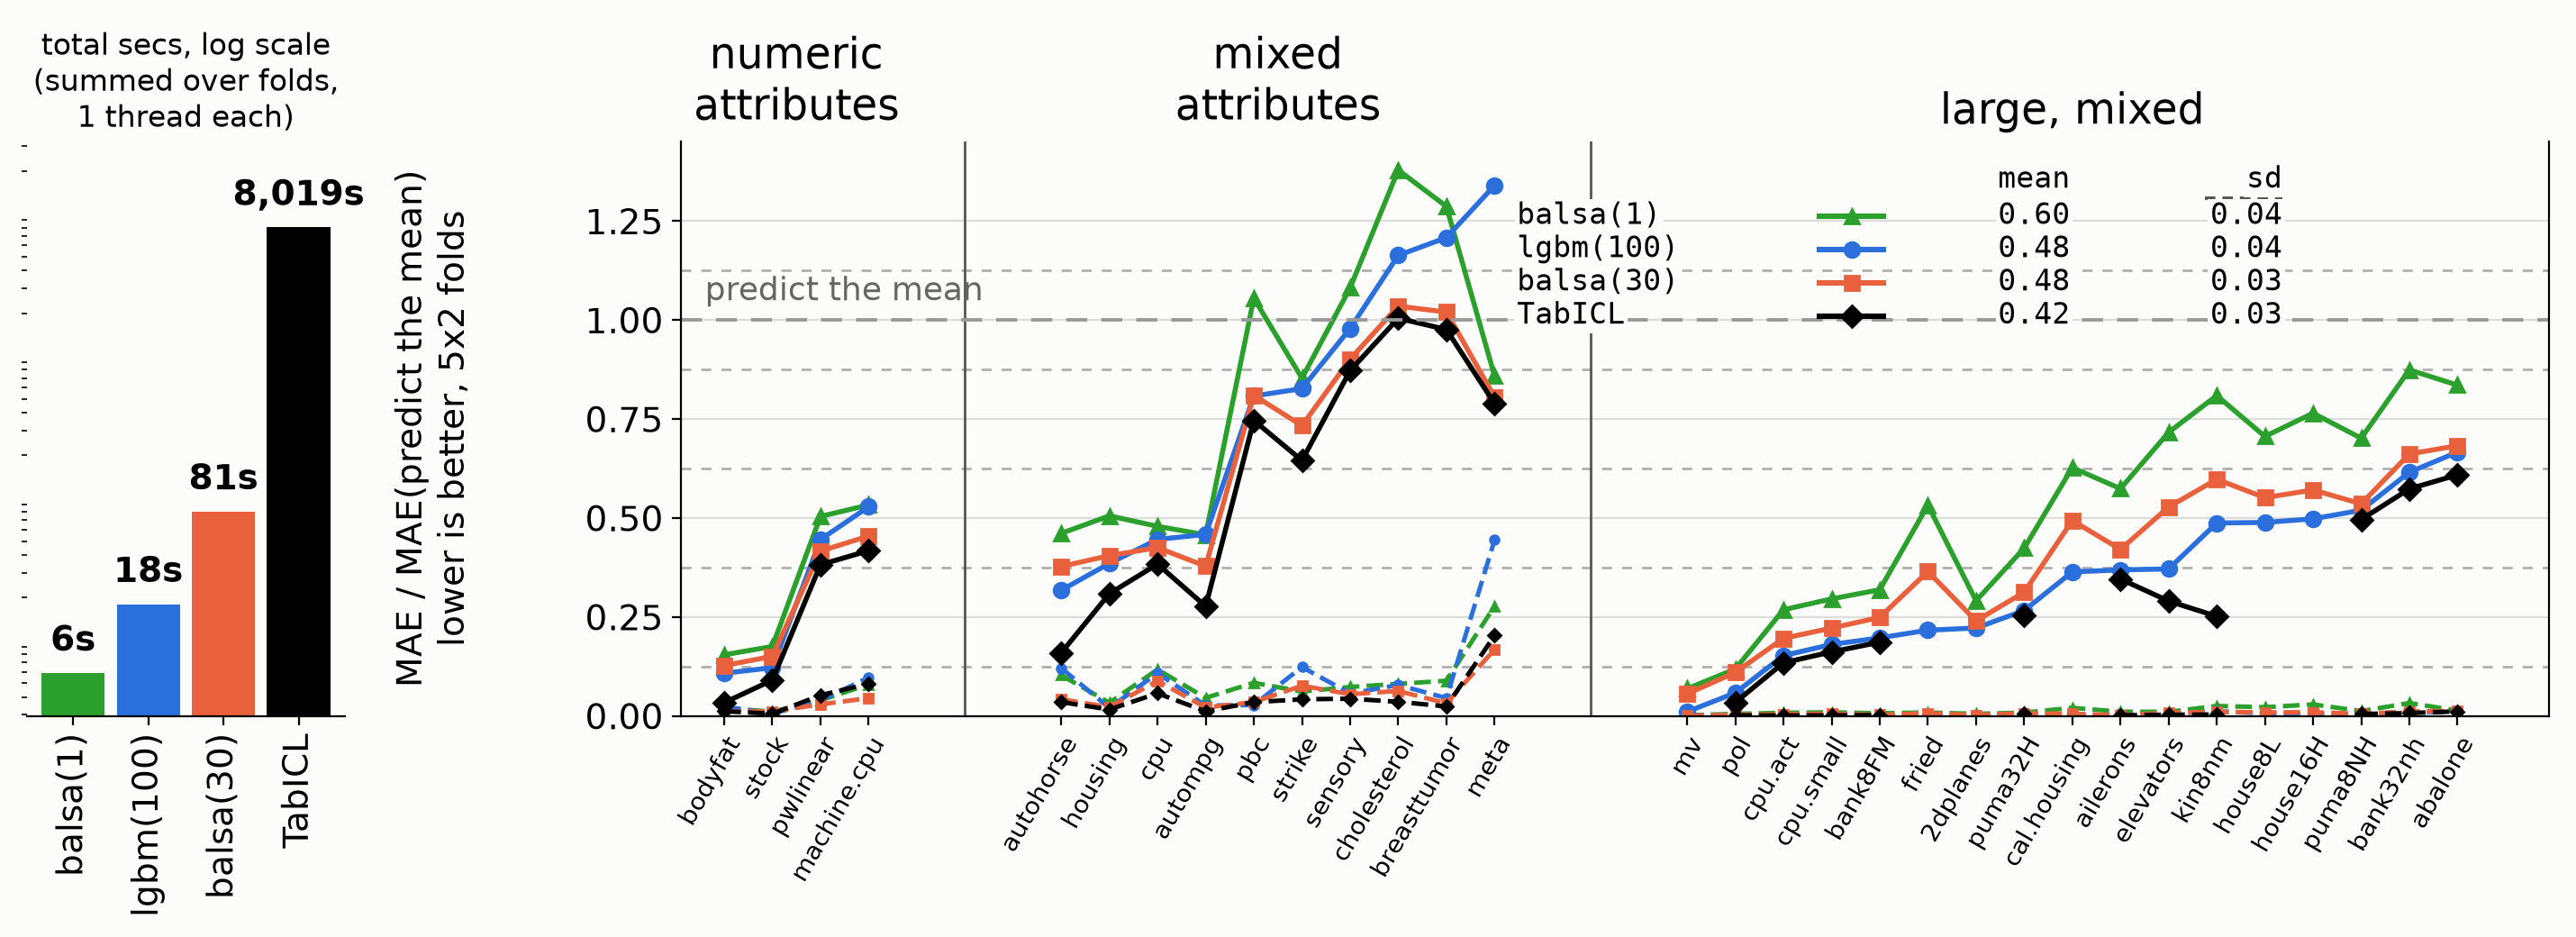 total secs, log scale
(summed over folds,
1 thread each)
8,019s
81s
18s
6s
balsa(1)
lgbm(100)
balsa(30)
TabICL
MAE / MAE(predict the mean)
lower is better, 5x2 folds
numeric
attributes
mixed
attributes
large, mixed
mean sd
balsa(1) 0.60 0.04
lgbm(100) 0.48 0.04
balsa(30) 0.48 0.03
TabICL 0.42 0.03
predict the mean
1.25
1.00
0.75
0.50
0.25
0.00
bodyfat
stock
pwlinear
machine.cpu
autohorse
housing
cpu
autompg
pbc
strike
sensory
cholesterol
breasttumor
meta
mv
pol
cpu.act
cpu.small
bank8FM
fried
2dplanes
puma32H
cal.housing
ailerons
elevators
kin8nm
house8L
house16H
puma8NH
bank32nh
abalone